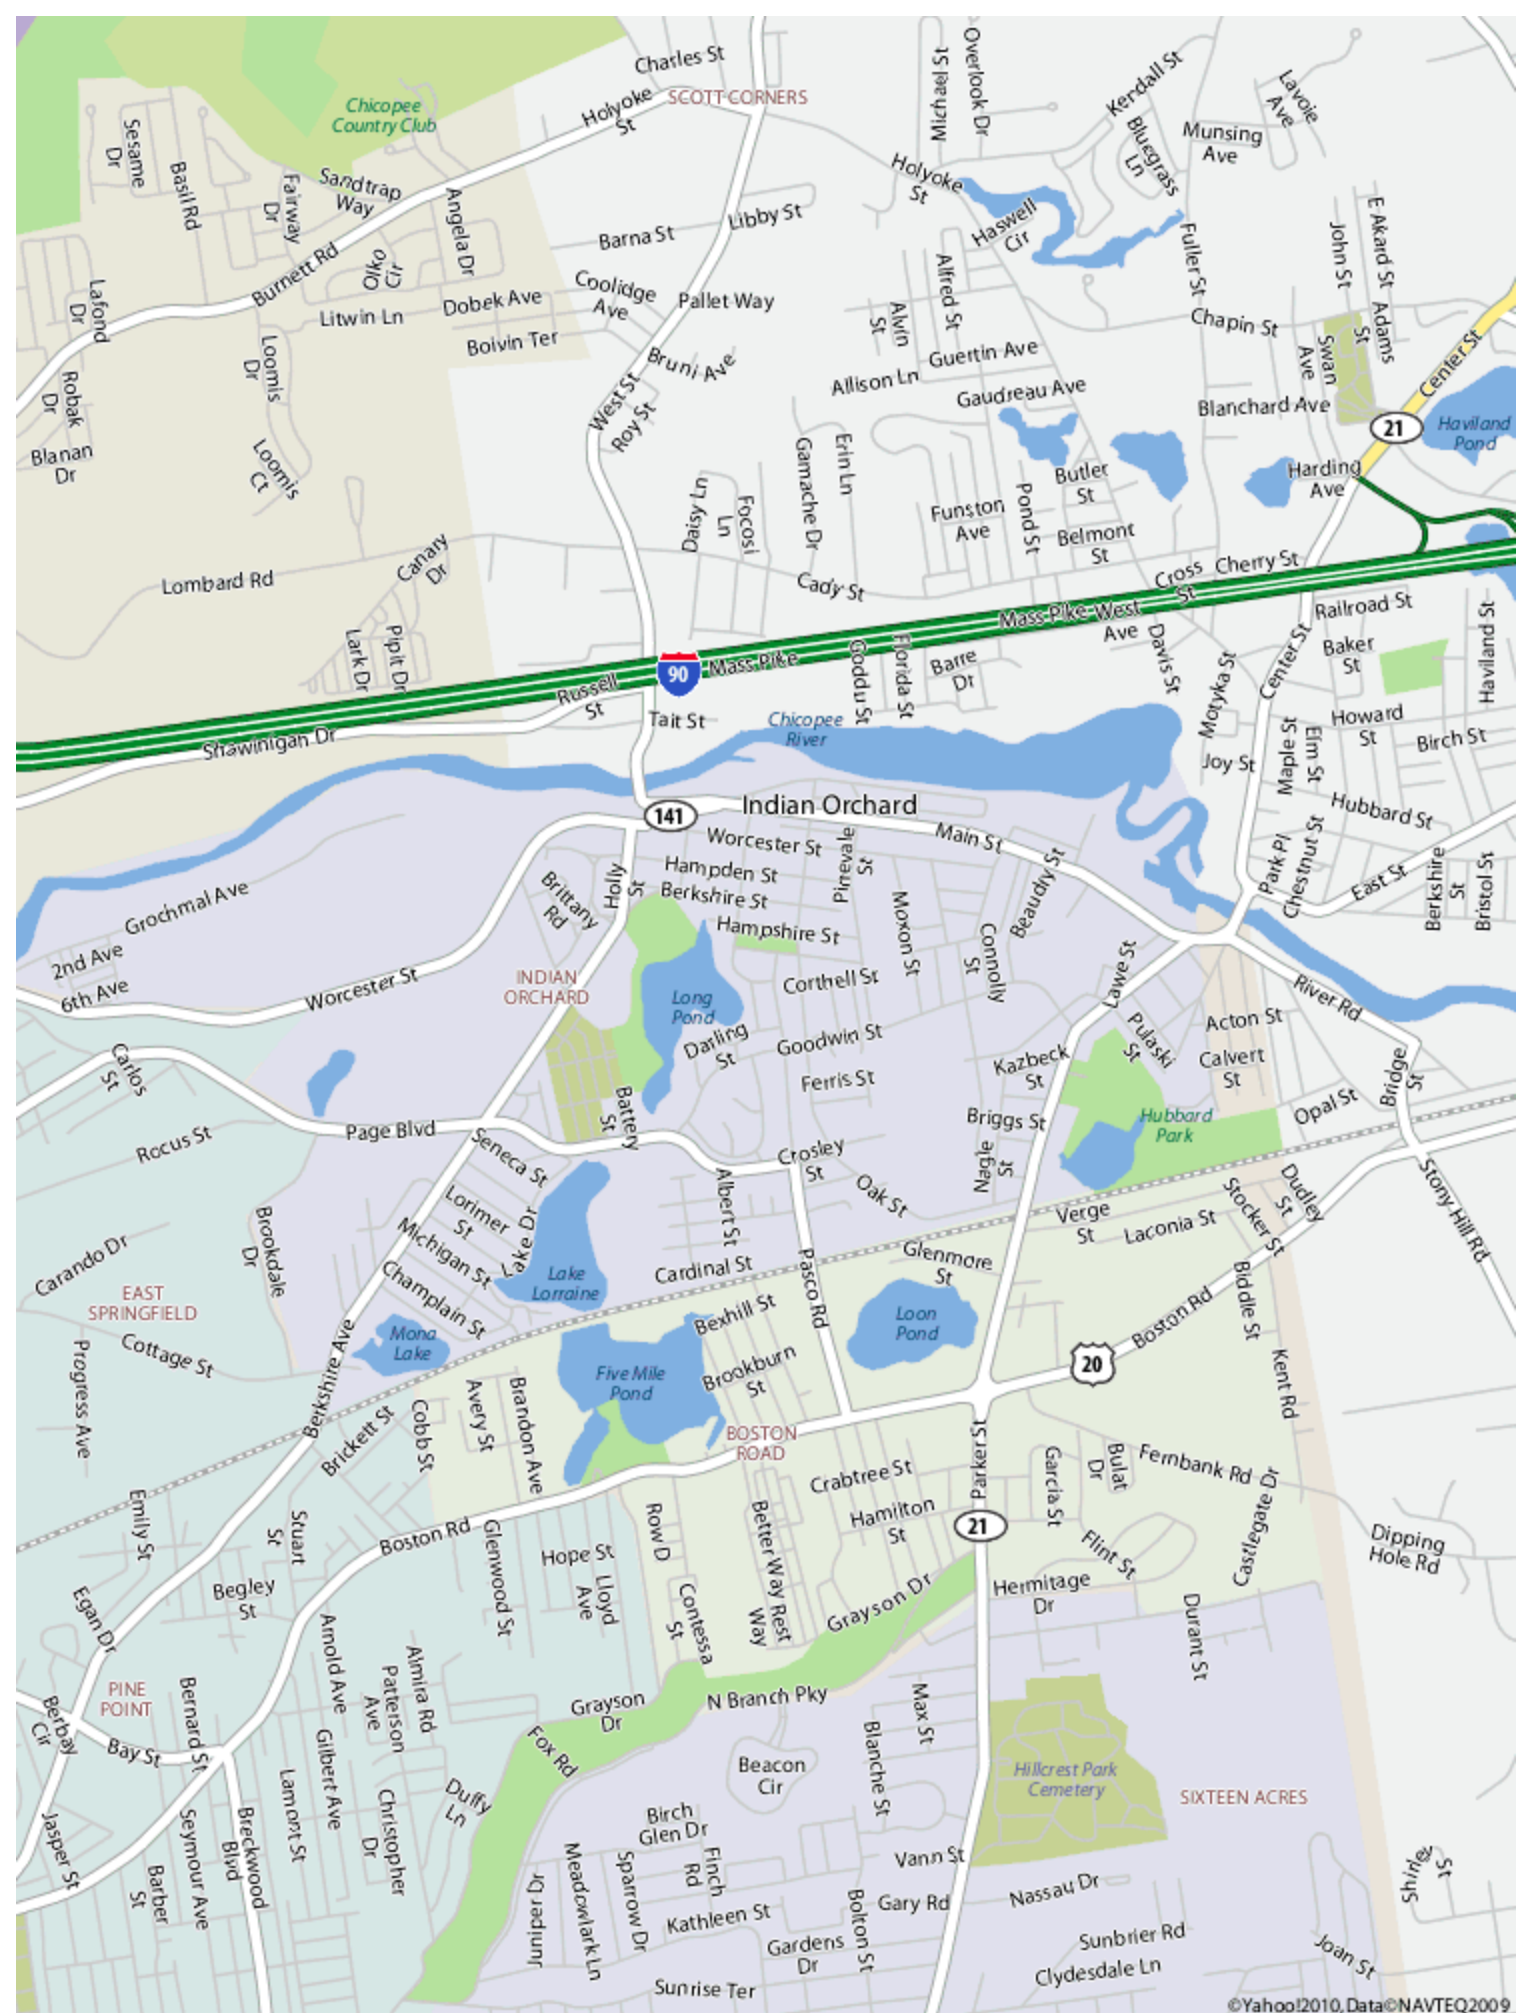 Charles St
SCOTT CORNERS
Holyoke
St
Michael St
Overlook Dr
Kendall St
Lavoie
Ave
Bluegrass
Ln
Munsing
Ave
Chicopee
Country Club
Sesame
Dr
Basil Rd
Fairway
Dr
Sandtrap
Way
Angela Dr
Holyoke
St
Haswell
Cir
Libby St
Barna St
Burnett Rd
Ollko
Cir
Fuller St
John St
E Akard St
Lafond
Dr
Litwin Ln
Dobek Ave
Coolidge
Ave
Pallet Way
Boivin Ter
Alfred St
Alvin
St
Chapin St
Adams
St
Swan
Ave
Center St
Loomis
Dr
Bruni Ave
Guertin Ave
Allison Ln
Gaudreau Ave
Blanchard Ave
21
Haviland
Pond
Robak
Dr
West St
Roy St
Blanan
Dr
Loomis
Ct
Daisy Ln
Focosi
Ln
Gamache Dr
Erin Ln
Butler
St
Harding
Ave
Funston
Ave
Pond St
Belmont
St
Lombard Rd
Canary
Dr
Cady St
Cross
St
Cherry St
Mass Pike West
Ave
Railroad St
Lark Dr
Pipit Dr
Russell
St
90
Mass Pike
Goddu St
Florida St
Barre
Dr
Davis St
Motyka St
Center St
Baker
St
Haviland St
Shawinigan Dr
Tait St
Chicopee
River
Joy St
Maple St
Elm St
Howard
St
Birch St
141
Indian Orchard
Main St
Hubbard St
Worcester St
Pinevale
St
Hampden St
Berkshire St
Hampshire St
Holly
St
Brittany
Rd
Moxon St
Connolly
St
Beaudry St
Park Pl
Chestnut St
East St
Berkshire
St
Bristol St
Grochmal Ave
2nd Ave
6th Ave
Worcester St
INDIAN
ORCHARD
Long
Pond
Corthell St
Lawe St
River Rd
Darling
St
Goodwin St
Ferris St
Kazbeck
St
Pulaski
St
Acton St
Calvert
St
Bridge
St
Carlos
St
Battery
St
Briggs St
Hubbard
Park
Opal St
Rocus St
Page Blvd
Seneca St
Crosley
St
Nagle
St
Oak St
Albert St
Lorimer
St
Lake Dr
Michigan St
Champlain St
Lake
Lorraine
Cardinal St
Verge
St
Laconia St
Stocker St
Dudley
St
Stony Hill Rd
Brookdale
Dr
Carando Dr
EAST
SPRINGFIELD
Cottage St
Progress Ave
Berkshire Ave
Mona
Lake
Pasco Rd
Glenmore
St
Loon
Pond
Biddle St
Boston Rd
20
Bexhill St
Five Mile
Pond
Brookburn
St
Kent Rd
Brickett St
Cobb St
Avery St
Brandon Ave
BOSTON
ROAD
Parker St
Crabtree St
Garcia St
Bulat
Dr
Fernbank Rd
Castlegate Dr
Emily St
Stuart
St
Boston Rd
Glenwood St
Row D
Better Way Rest
Way
Hamilton
St
21
Flint St
Dipping
Hole Rd
Hope St
Lloyd
Ave
Begley
St
Egan Dr
Contessa
St
Grayson Dr
Hermitage
Dr
Durant St
Arnold Ave
Almira Rd
Patterson
Ave
PINE
POINT
Bernard St
Grayson
Dr
N Branch Pky
Max St
Berbay
Cir
Bay St
Gilbert Ave
Fox Rd
Beacon
Cir
Blanche St
Hillcrest Park
Cemetery
SIXTEEN ACRES
Lamont St
Duffy
Ln
Christopher
Dr
Birch
Glen Dr
Jasper St
Seymour Ave
Breckwood
Blvd
Barber
St
Finch
Rd
Vann St
Shirley
St
Juniper Dr
Meadowlark Ln
Sparrow Dr
Kathleen St
Bolton St
Gary Rd
Nassau Dr
Gardens
Dr
Sunbrier Rd
Clydesdale Ln
Joan St
Sunrise Ter
©Yahoo!2010, Data©NAVTEQ2009